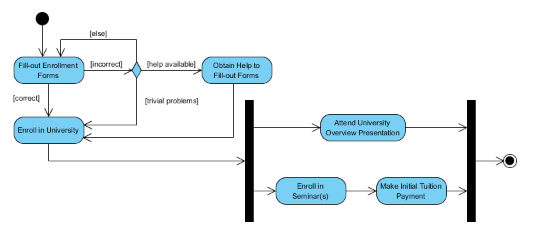 [else]
Fill-out Enrollment
Forms
[incorrect]
[help available]
Obtain Help to
Fill-out Forms
[correct]
[trivial problems]
Enroll in University
Attend University
Overview Presentation
Enroll in
Seminar(s)
Make Initial Tuition
Payment